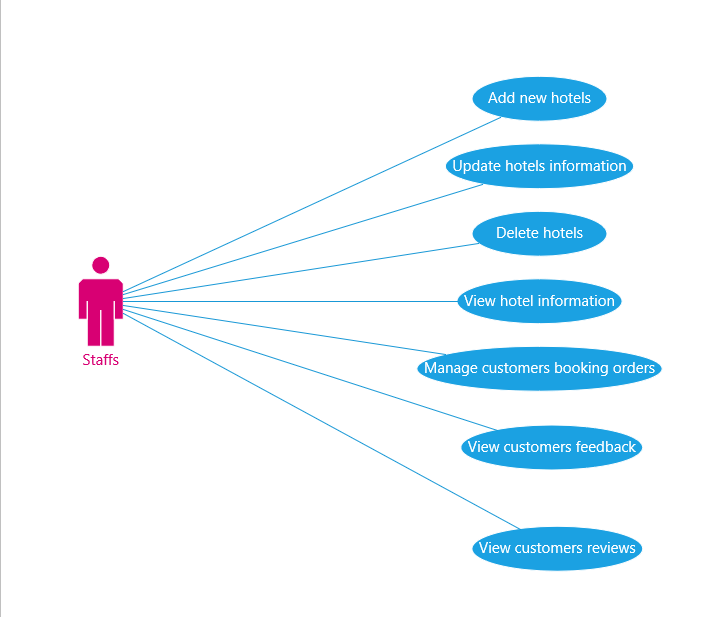 Add new hotels
Update hotels information
Delete hotels
View hotel information
Staffs
Manage customers booking orders
View customers feedback
View customers reviews